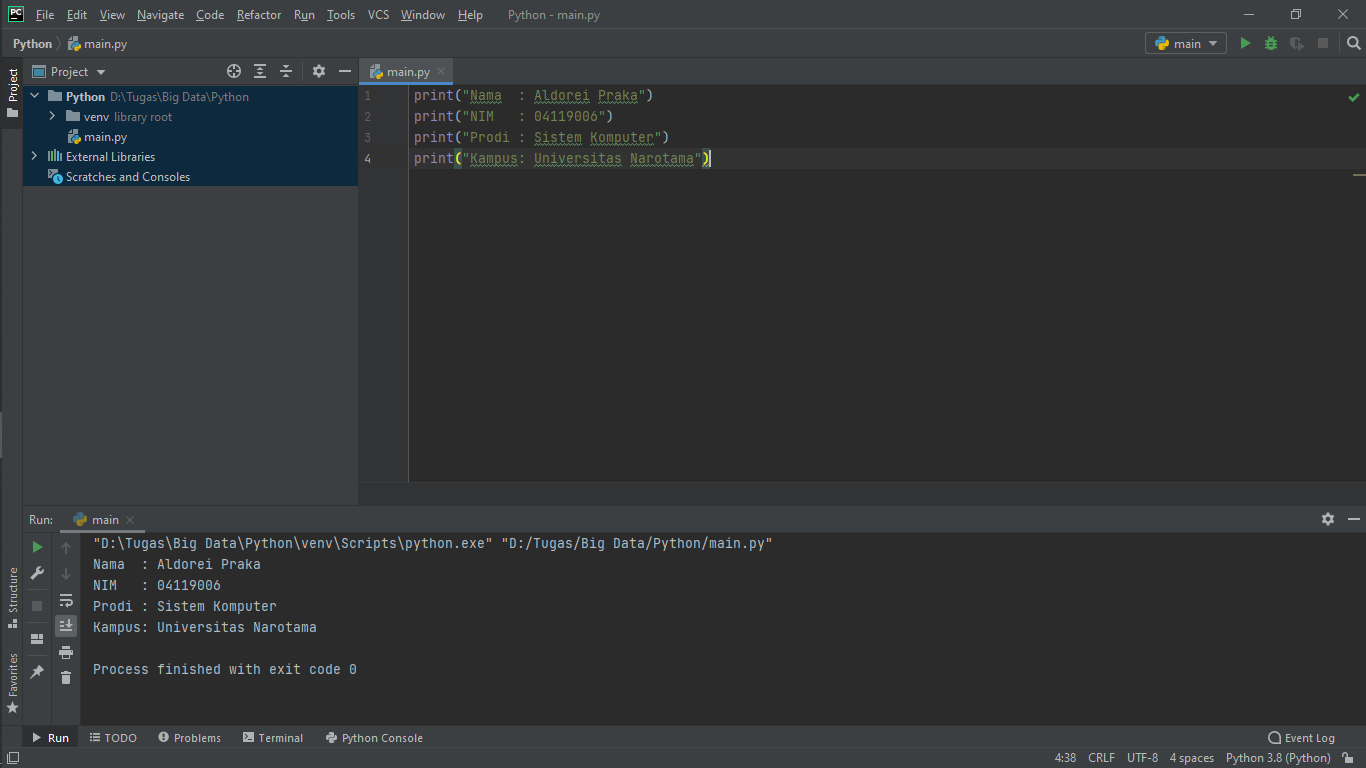 PC File Edit View Navigate Code Refactor Run Tools VCS Window Help Python - main.py
Python main.py main
Project Project main.py
Python D:\Tugas\Big Data\Python
venv library root
main.py
External Libraries
Scratches and Consoles
1 print("Nama  : Aldorei Praka")
2 print("NIM   : 04119006")
3 print("Prodi : Sistem Komputer")
4 print("Kampus: Universitas Narotama")
Run: main
"D:\Tugas\Big Data\Python\venv\Scripts\python.exe" "D:/Tugas/Big Data/Python/main.py"
Nama  : Aldorei Praka
NIM   : 04119006
Prodi : Sistem Komputer
Kampus: Universitas Narotama
Process finished with exit code 0
Structure
Favorites
Run TODO Problems Terminal Python Console Event Log
4:38 CRLF UTF-8 4 spaces Python 3.8 (Python)